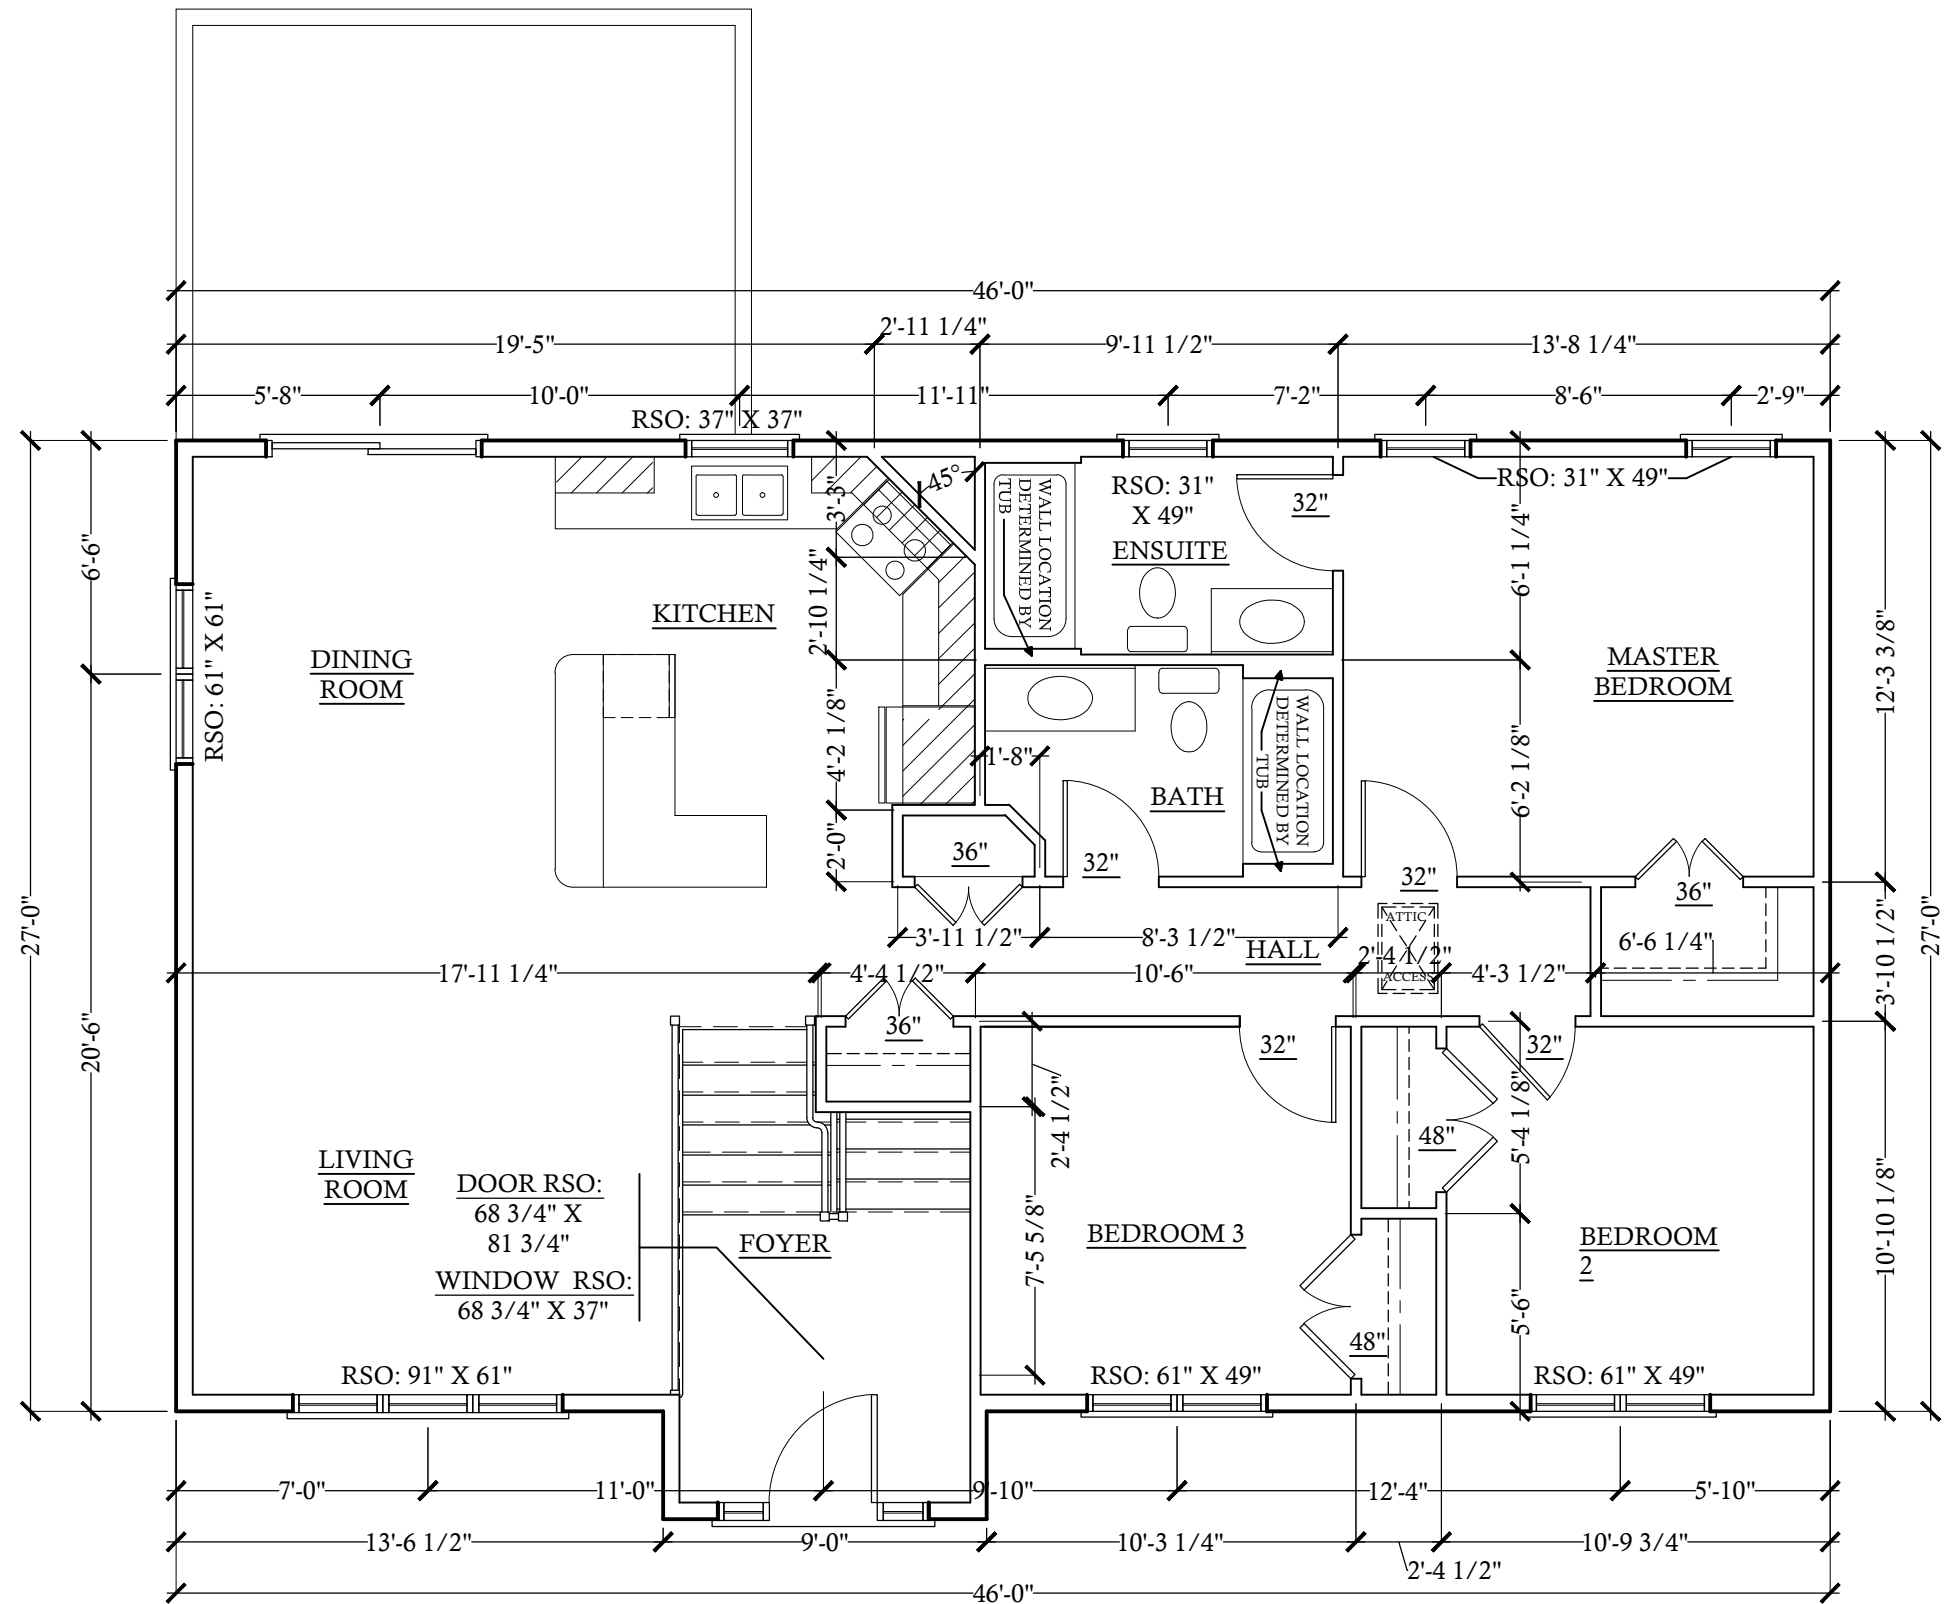 46'-0"
2'-11 1/4"
19'-5"
9'-11 1/2"
13'-8 1/4"
5'-8"
10'-0"
11'-11"
7'-2"
8'-6"
2'-9"
RSO: 37" X 37"
45°
3'-3"
WALL LOCATION
DETERMINED BY
TUB
RSO: 31"
X 49"
ENSUITE
32"
RSO: 31" X 49"
6'-6"
6'-1 1/4"
2'-10 1/4"
KITCHEN
RSO: 61" X 61"
DINING
ROOM
MASTER
BEDROOM
12'-3 3/8"
4'-2 1/8"
1'-8"
WALL LOCATION
DETERMINED BY
TUB
BATH
6'-2 1/8"
2'-0"
36"
32"
32"
36"
27'-0"
27'-0"
3'-11 1/2"
8'-3 1/2"
HALL
ATTIC
ACCESS
6'-6 1/4"
3'-10 1/2"
17'-11 1/4"
4'-4 1/2"
10'-6"
2'-4 1/2"
4'-3 1/2"
20'-6"
36"
32"
32"
2'-4 1/2"
5'-4 1/8"
48"
LIVING
ROOM
DOOR RSO:
68 3/4" X
81 3/4"
WINDOW RSO:
68 3/4" X 37"
FOYER
7'-5 5/8"
BEDROOM 3
BEDROOM
2
10'-10 1/8"
5'-6"
48"
RSO: 91" X 61"
RSO: 61" X 49"
RSO: 61" X 49"
7'-0"
11'-0"
9'-10"
12'-4"
5'-10"
13'-6 1/2"
9'-0"
10'-3 1/4"
2'-4 1/2"
10'-9 3/4"
46'-0"